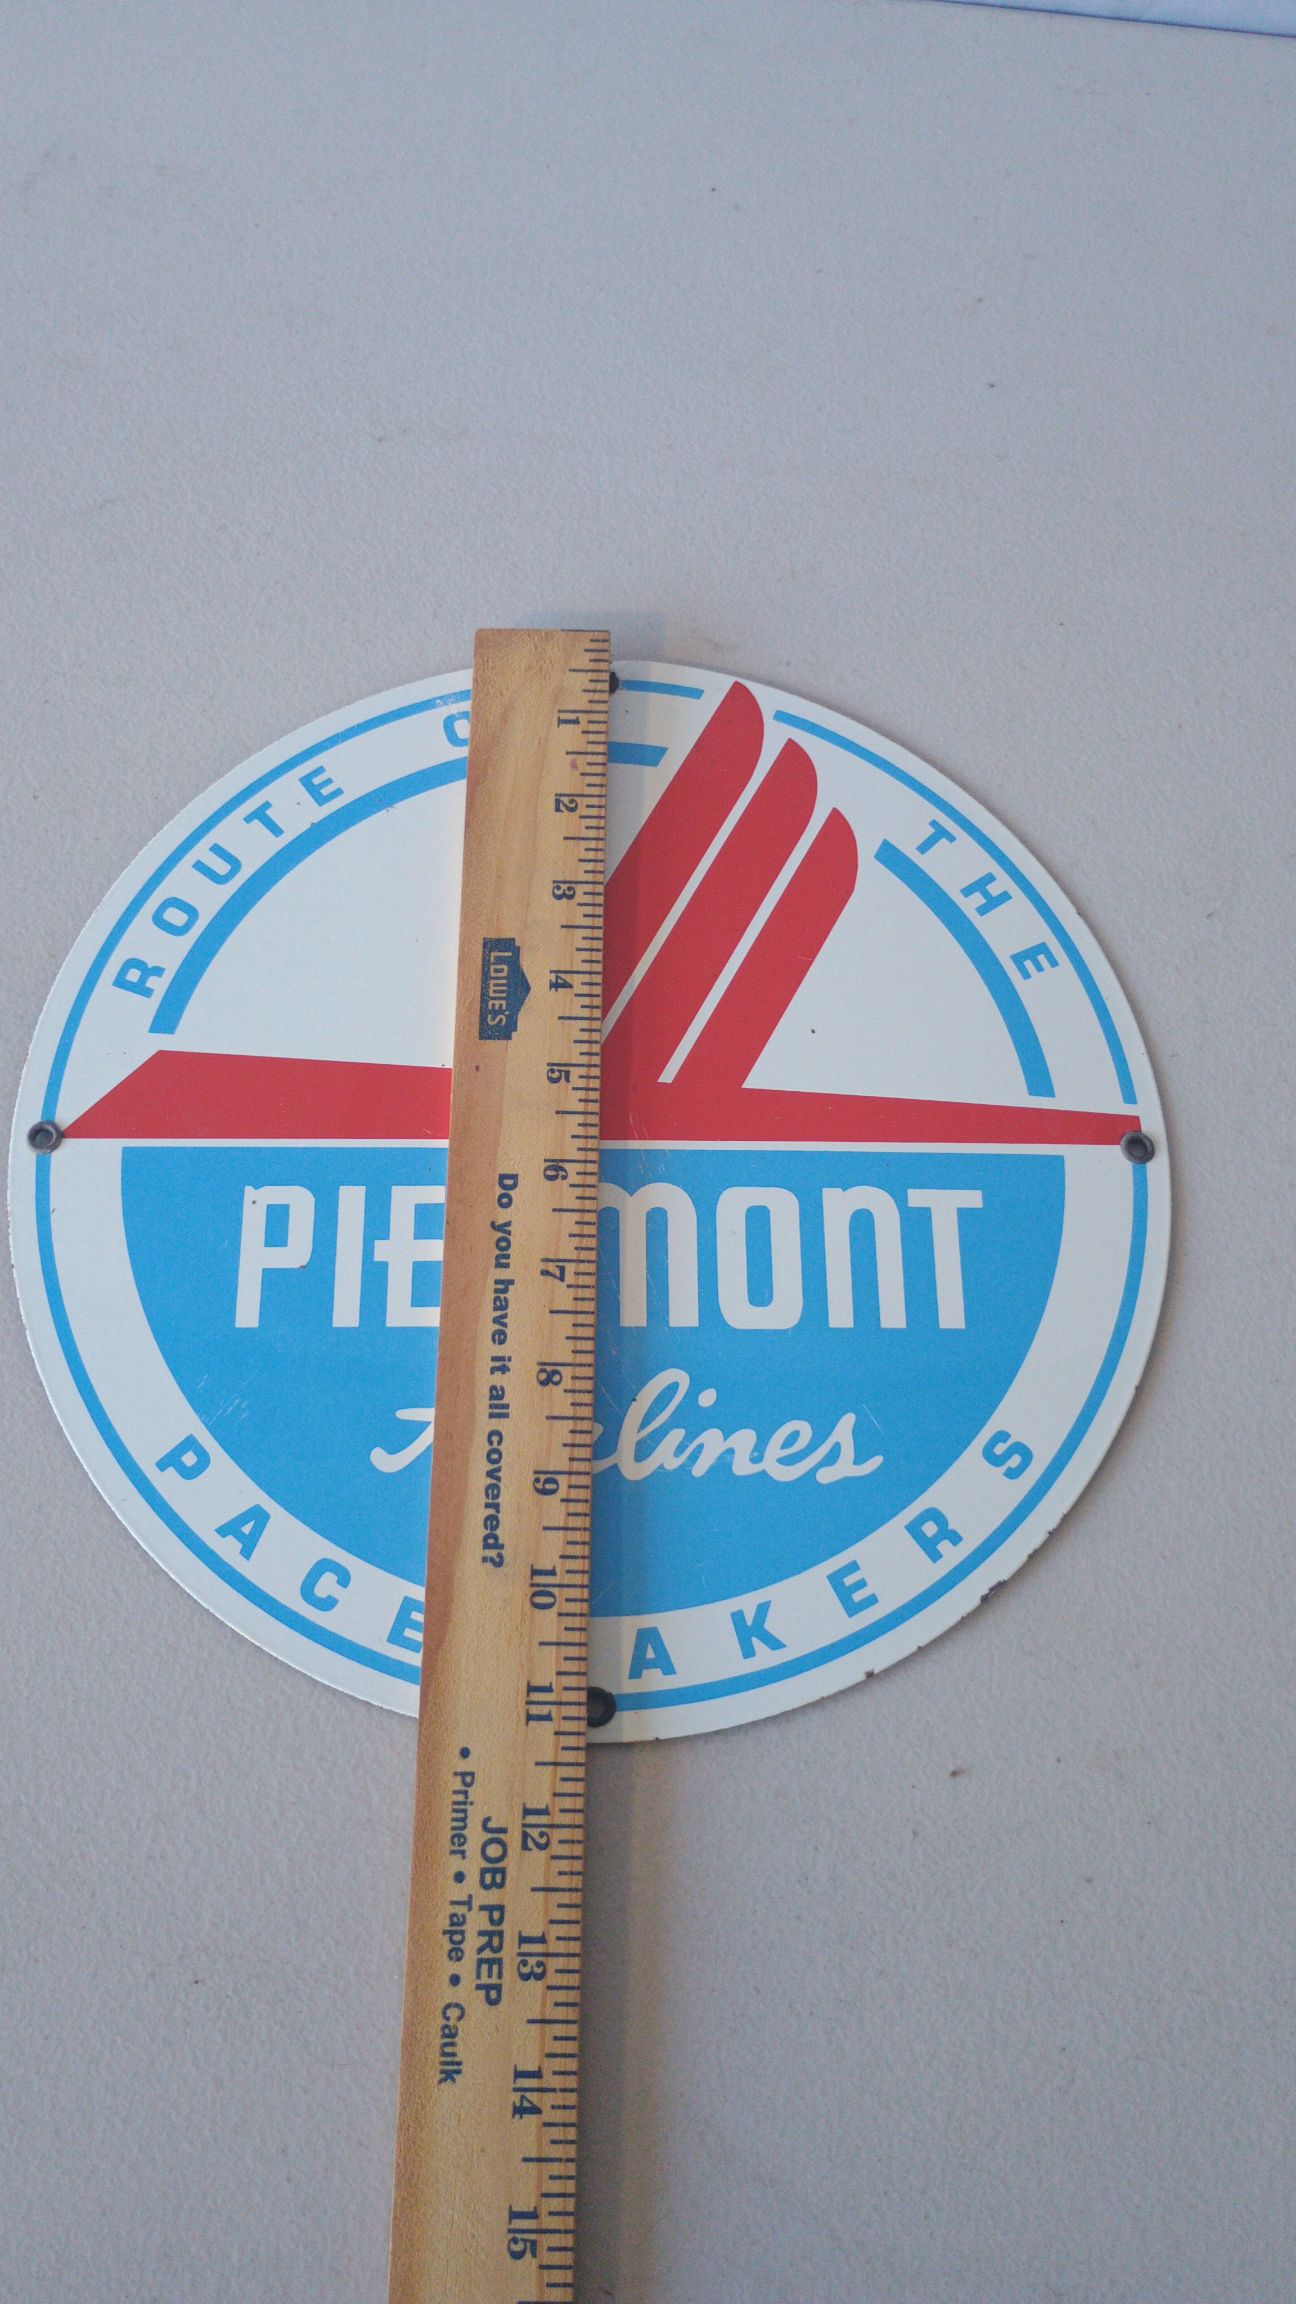 ROUTE O
THE
PIE MONT
lines
PACE AKERS
1
2
3
4
5
6
7
8
9
10
11
12
13
14
15
LOWE'S
Do you have it all covered?
JOB PREP
• Primer • Tape • Caulk